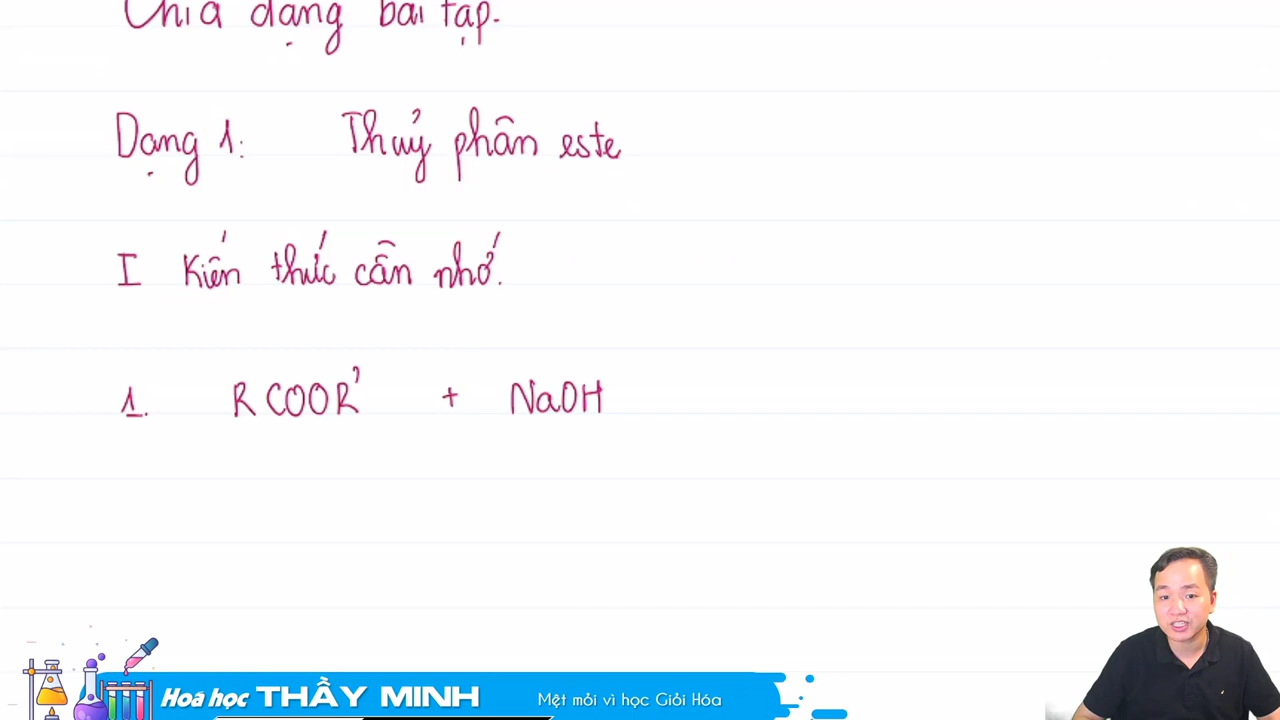 Chia dạng bài tập.
Dạng 1: Thuỷ phân este
I Kiến thức cần nhớ.
1. RCOOR' + NaOH
Hoá học THẦY MINH
Mệt mỏi vì học Giỏi Hóa